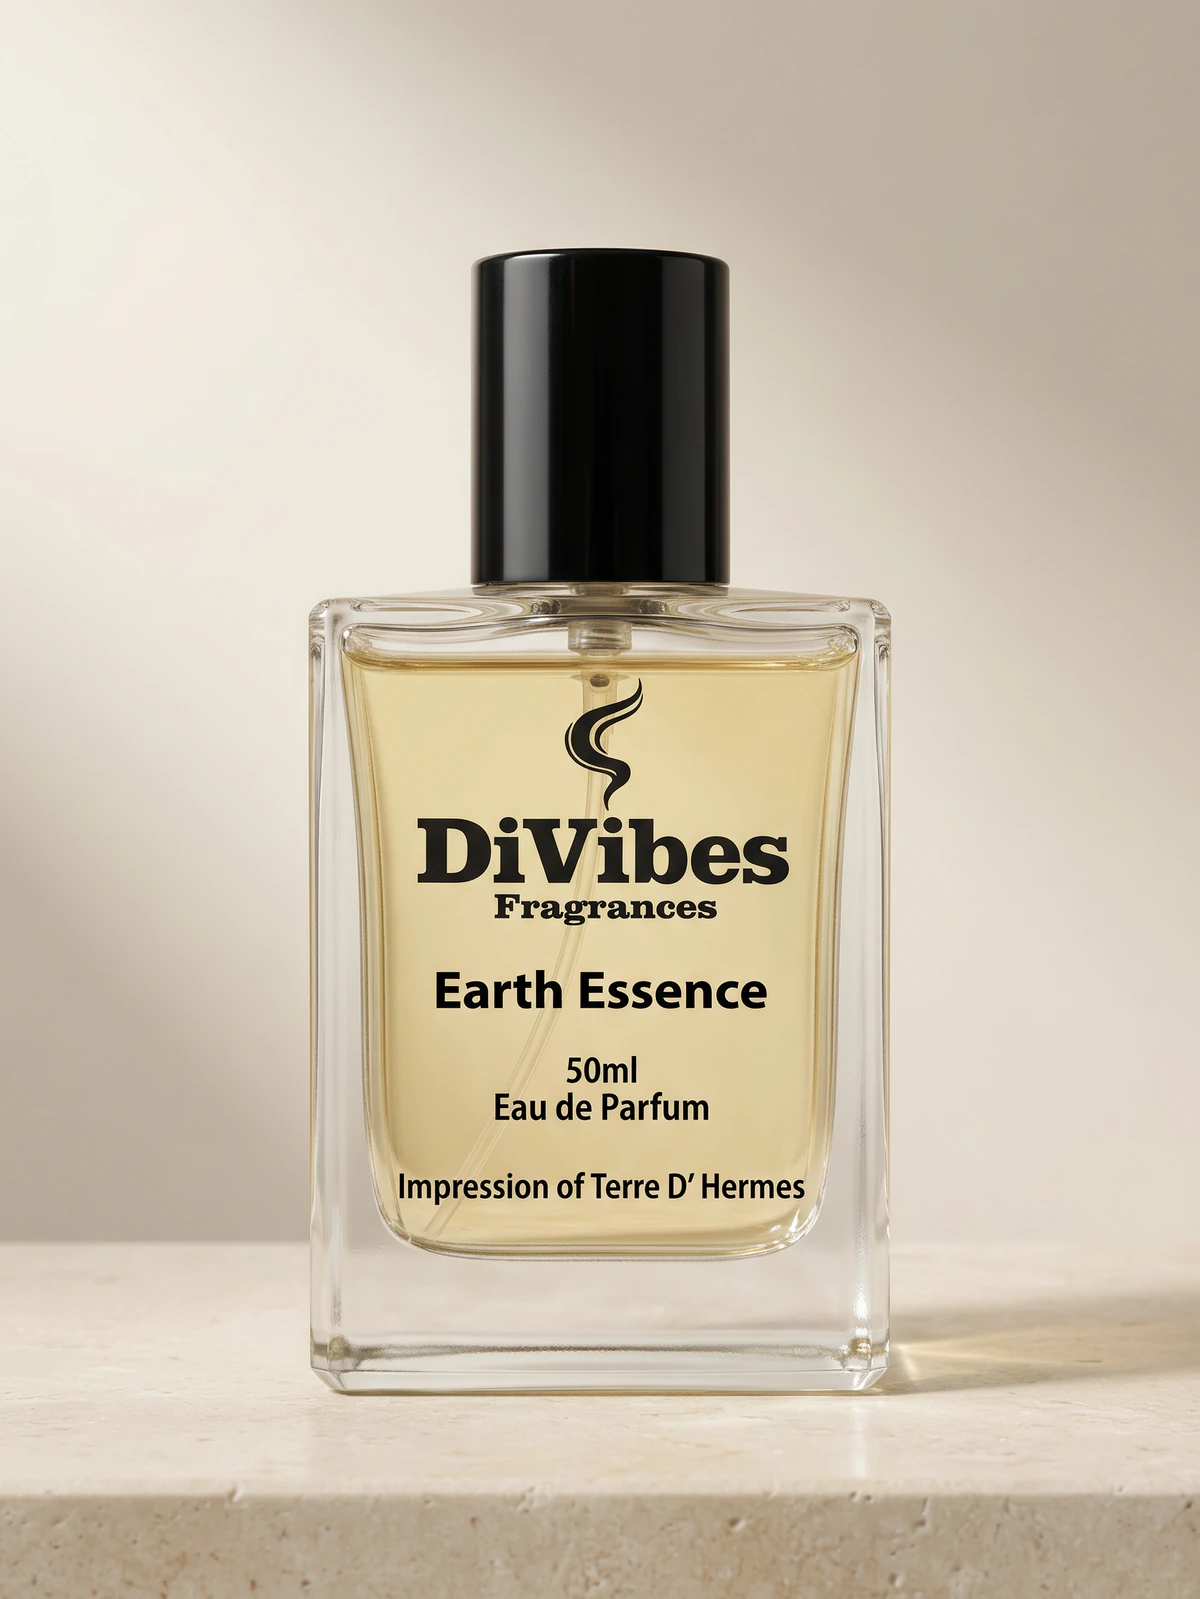 DiVibes
Fragrances
Earth Essence
50ml
Eau de Parfum
Impression of Terre D’ Hermes